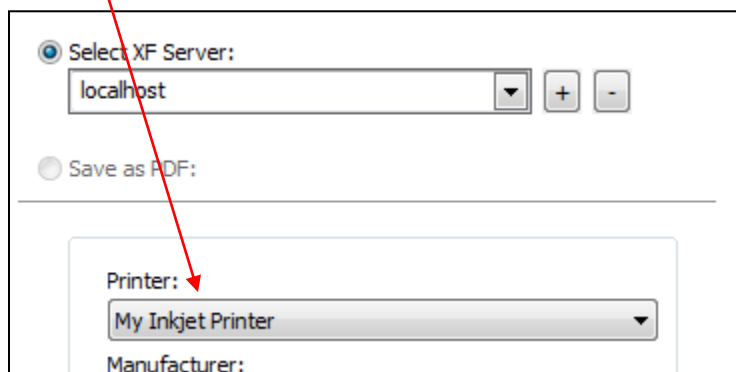 Select XF Server:
localhost
+ -
Save as PDF:
Printer:
My Inkjet Printer
Manufacturer: